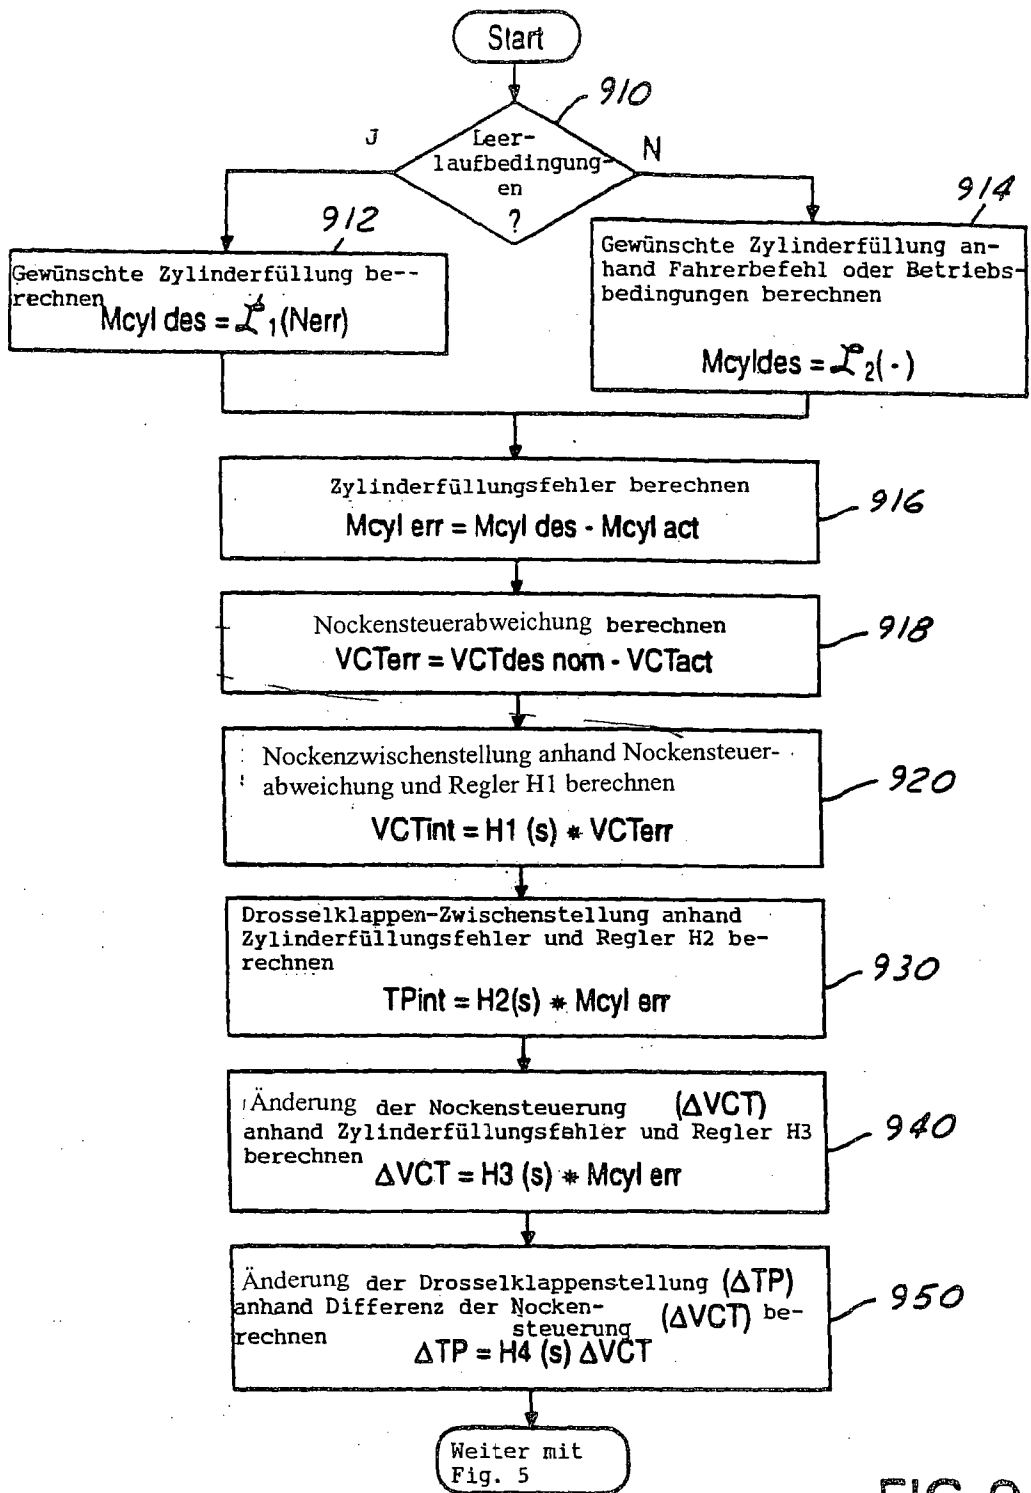 Start
910
J
N
Leer-
laufbedingung-
en
?
912
914
Gewünschte Zylinderfüllung be--
rechnen
Mcyl des = ℒ1(Nerr)
Gewünschte Zylinderfüllung an-
hand Fahrerbefehl oder Betriebs-
bedingungen berechnen
Mcyldes = ℒ2(·)
Zylinderfüllungsfehler berechnen
Mcyl err = Mcyl des - Mcyl act
916
Nockensteuerabweichung berechnen
VCTerr = VCTdes nom - VCTact
918
Nockenzwischenstellung anhand Nockensteuer-
abweichung und Regler H1 berechnen
VCTint = H1 (s) * VCTerr
920
Drosselklappen-Zwischenstellung anhand
Zylinderfüllungsfehler und Regler H2 be-
rechnen
TPint = H2(s) * Mcyl err
930
Änderung der Nockensteuerung (ΔVCT)
anhand Zylinderfüllungsfehler und Regler H3
berechnen
ΔVCT = H3 (s) * Mcyl err
940
Änderung der Drosselklappenstellung (ΔTP)
anhand Differenz der Nocken-
steuerung (ΔVCT) be-
rechnen
ΔTP = H4 (s) ΔVCT
950
Weiter mit
Fig. 5